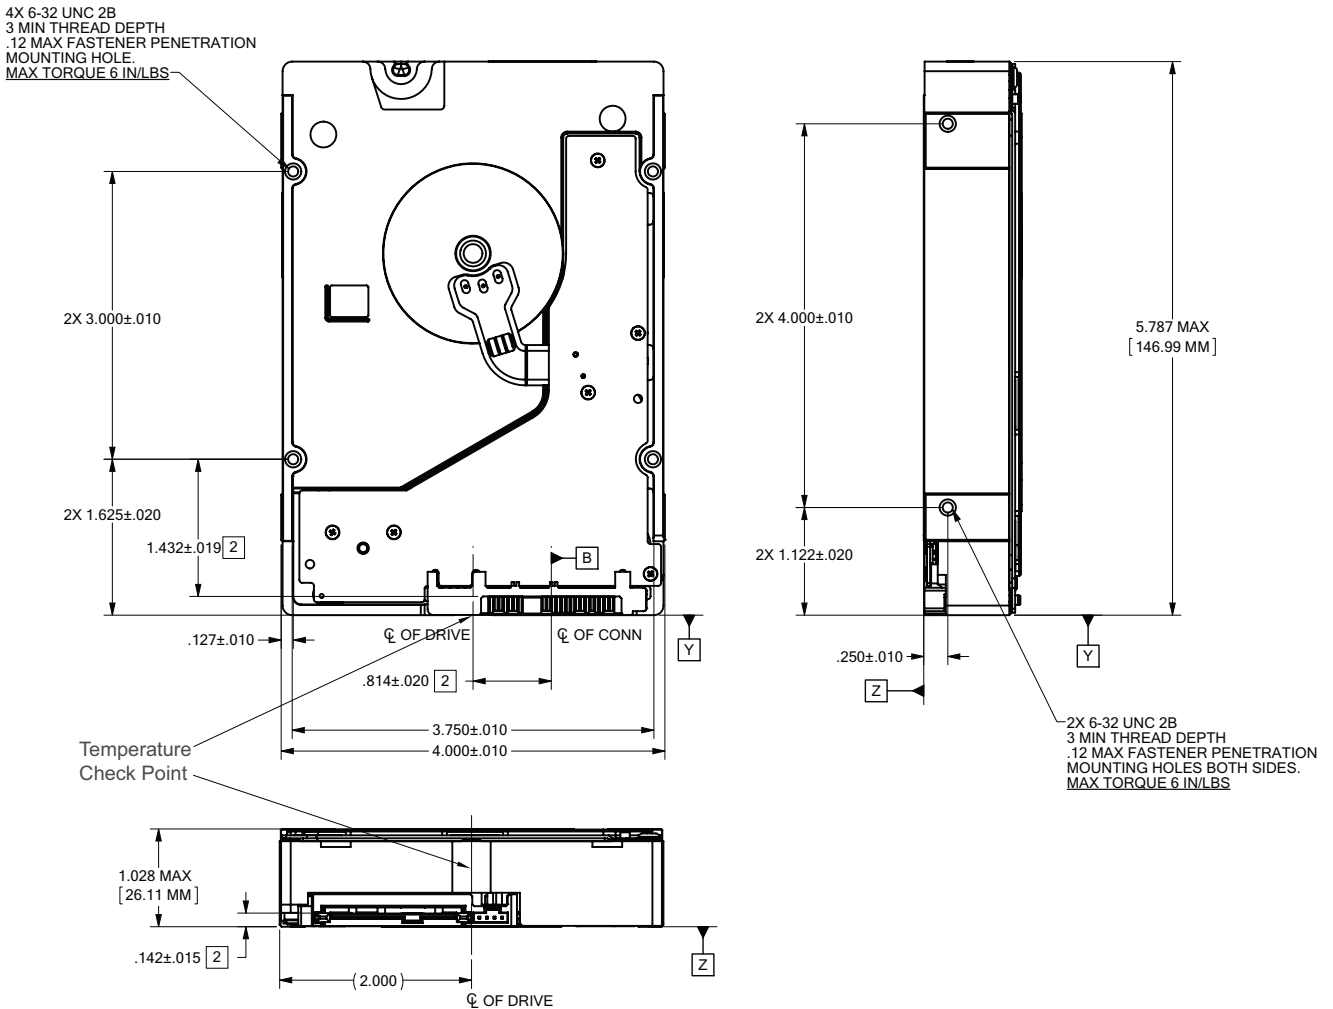 4X 6-32 UNC 2B
3 MIN THREAD DEPTH
.12 MAX FASTENER PENETRATION
MOUNTING HOLE.
MAX TORQUE 6 IN/LBS
2X 3.000±.010
2X 4.000±.010
5.787 MAX
[146.99 MM]
2X 1.625±.020
1.432±.019 2
B
2X 1.122±.020
.127±.010
℄ OF DRIVE
℄ OF CONN
Y
.250±.010
Y
.814±.020 2
Z
3.750±.010
4.000±.010
2X 6-32 UNC 2B
3 MIN THREAD DEPTH
.12 MAX FASTENER PENETRATION
MOUNTING HOLES BOTH SIDES.
MAX TORQUE 6 IN/LBS
Temperature
Check Point
1.028 MAX
[26.11 MM]
.142±.015 2
Z
(2.000)
℄ OF DRIVE